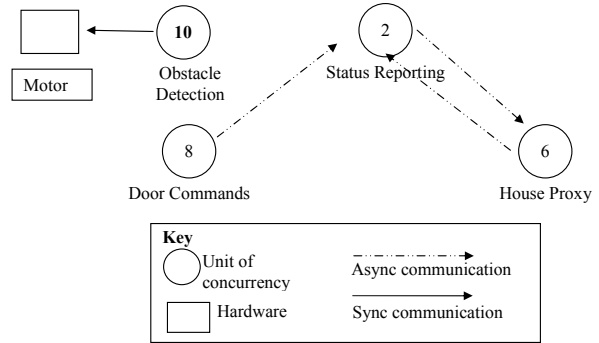 10
2
Obstacle
Detection
Status Reporting
Motor
8
6
Door Commands
House Proxy
Key
Unit of
concurrency
Async communication
Hardware
Sync communication